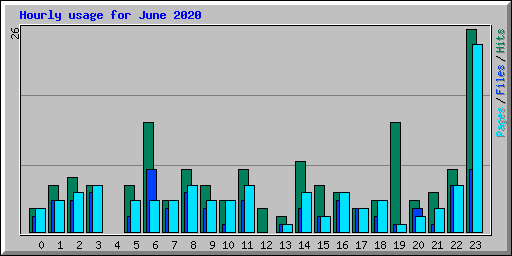 Hourly usage for June 2020
26
Pages/Files/Hits
0 1 2 3 4 5 6 7 8 9 10 11 12 13 14 15 16 17 18 19 20 21 22 23